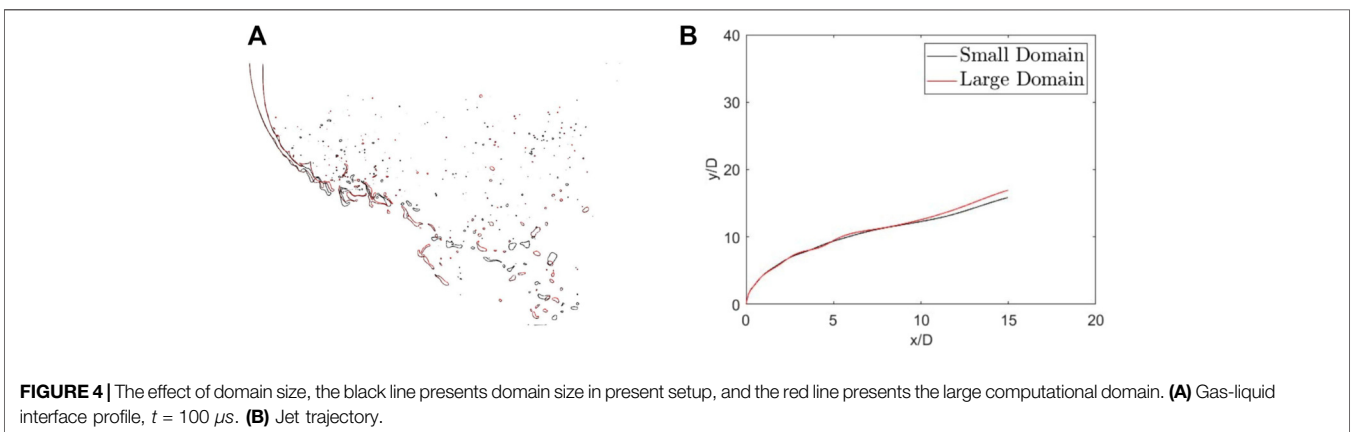 A
B
40
30
20
10
0
y/D
0 5 10 15 20
x/D
Small Domain
Large Domain
FIGURE 4 | The effect of domain size, the black line presents domain size in present setup, and the red line presents the large computational domain. (A) Gas-liquid
interface profile, t = 100 μs. (B) Jet trajectory.